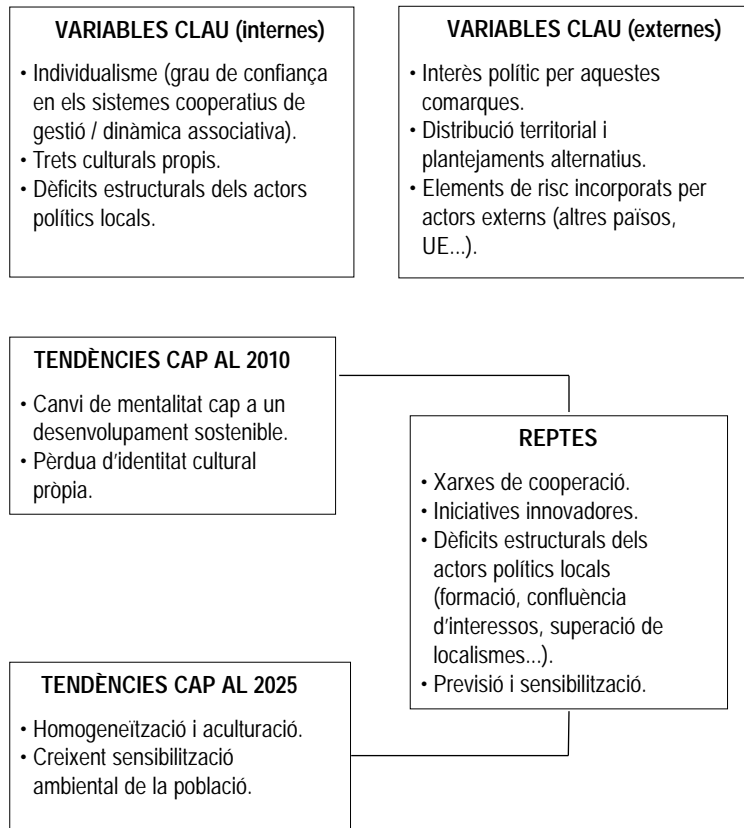 VARIABLES CLAU (internes)
• Individualisme (grau de confiança
en els sistemes cooperatius de
gestió / dinàmica associativa).
• Trets culturals propis.
• Dèficits estructurals dels actors
polítics locals.
VARIABLES CLAU (externes)
• Interès polític per aquestes
comarques.
• Distribució territorial i
plantejaments alternatius.
• Elements de risc incorporats per
actors externs (altres països,
UE...).
TENDÈNCIES CAP AL 2010
• Canvi de mentalitat cap a un
desenvolupament sostenible.
• Pèrdua d'identitat cultural
pròpia.
REPTES
• Xarxes de cooperació.
• Iniciatives innovadores.
• Dèficits estructurals dels
actors polítics locals
(formació, confluència
d'interessos, superació de
localismes...).
• Previsió i sensibilització.
TENDÈNCIES CAP AL 2025
• Homogeneïtzació i aculturació.
• Creixent sensibilització
ambiental de la població.